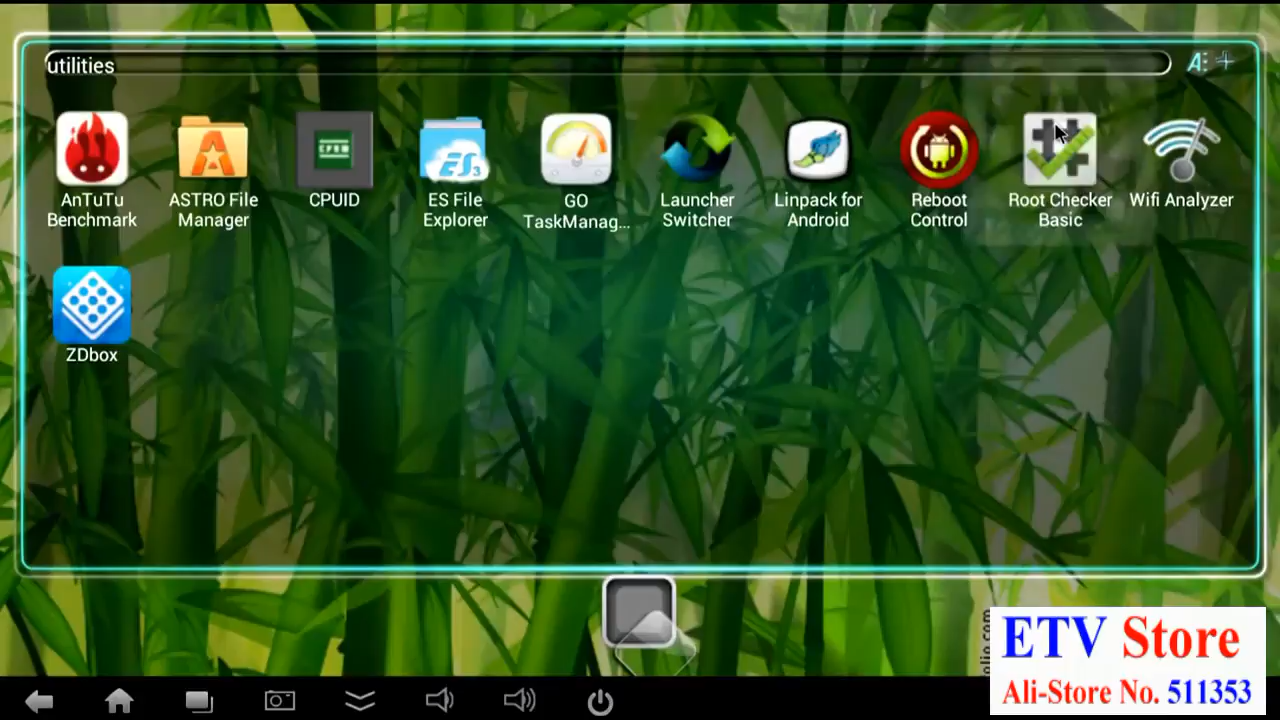 utilities
AnTuTu
Benchmark
ASTRO File
Manager
CPUID
ES File
Explorer
GO
TaskManag...
Launcher
Switcher
Linpack for
Android
Reboot
Control
Root Checker
Basic
Wifi Analyzer
ZDbox
ETV Store
Ali-Store No. 511353